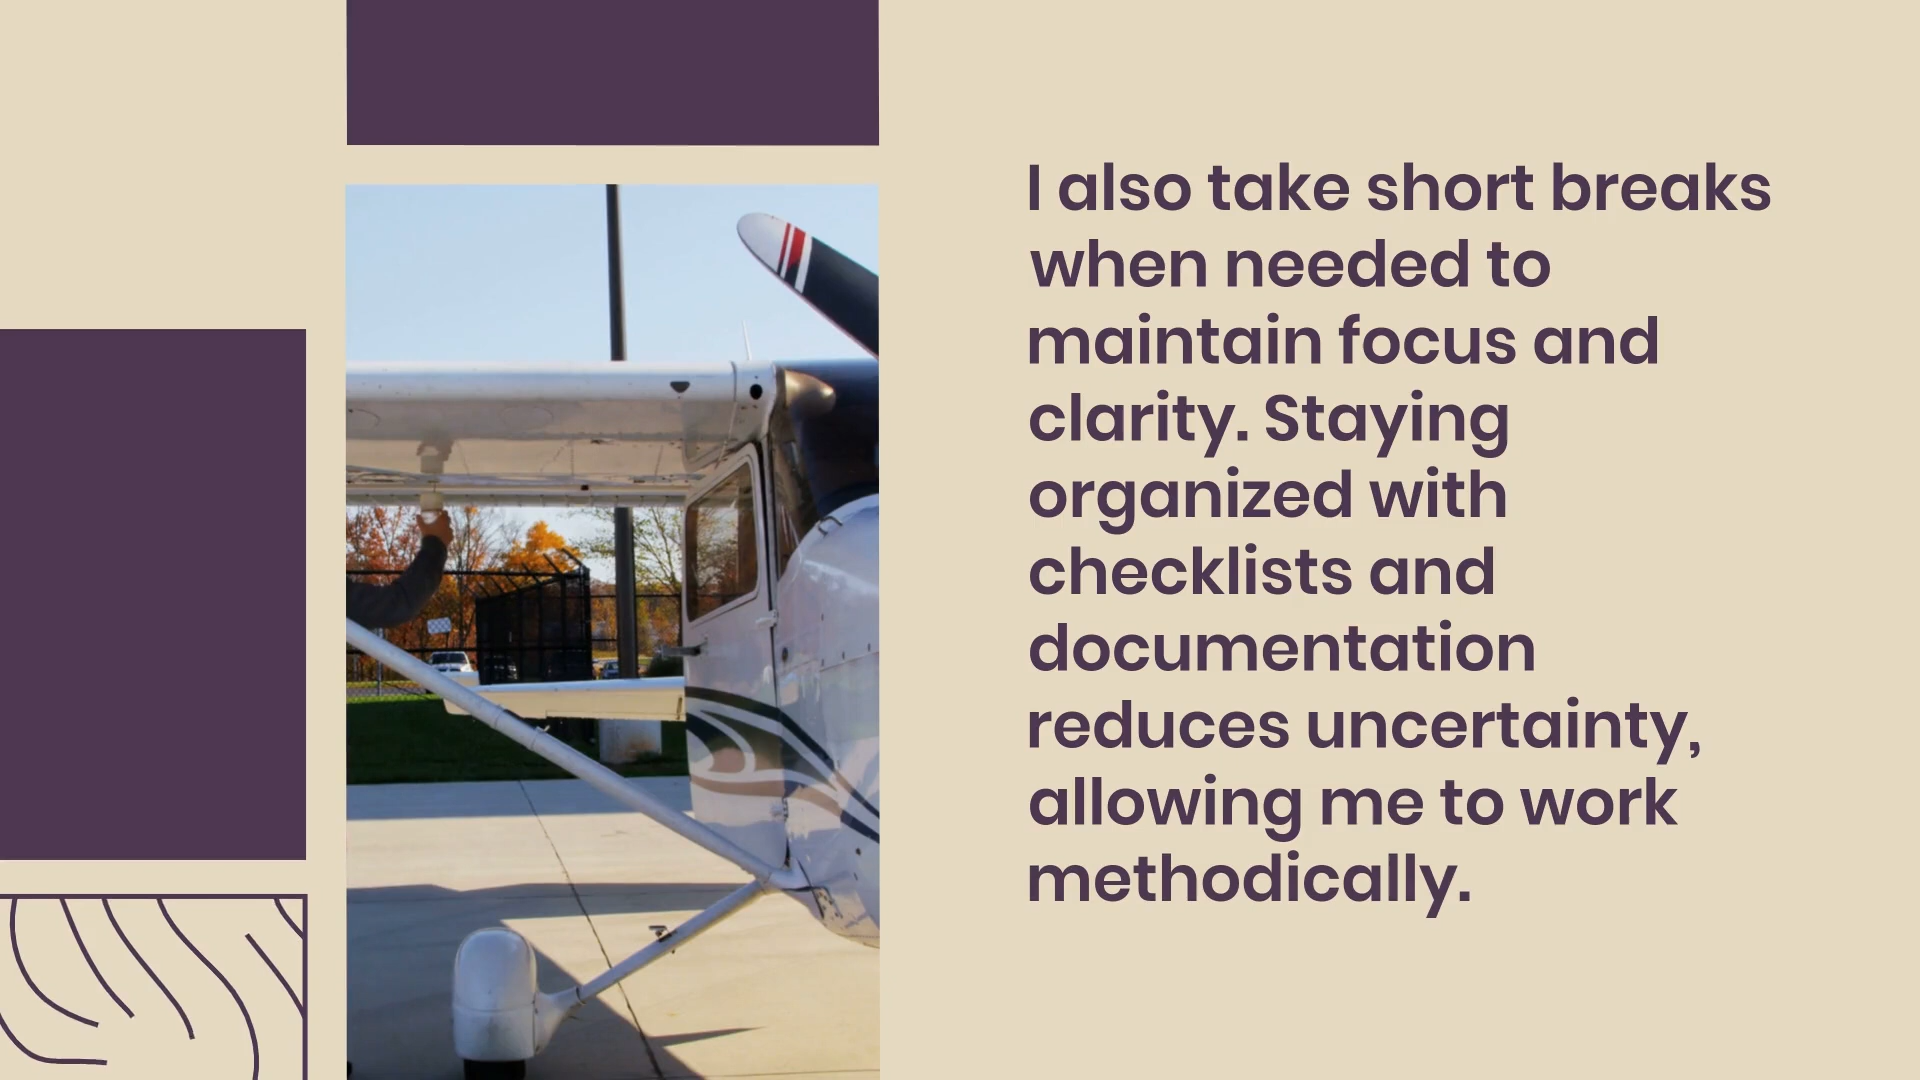 I also take short breaks
when needed to
maintain focus and
clarity. Staying
organized with
checklists and
documentation
reduces uncertainty,
allowing me to work
methodically.